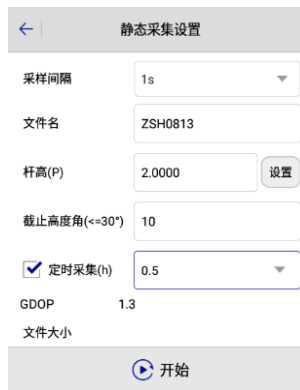 静态采集设置
采样间隔 1s
文件名 ZSH0813
杆高(P) 2.0000 设置
截止高度角(<=30°) 10
定时采集(h) 0.5
GDOP 1.3
文件大小
开始